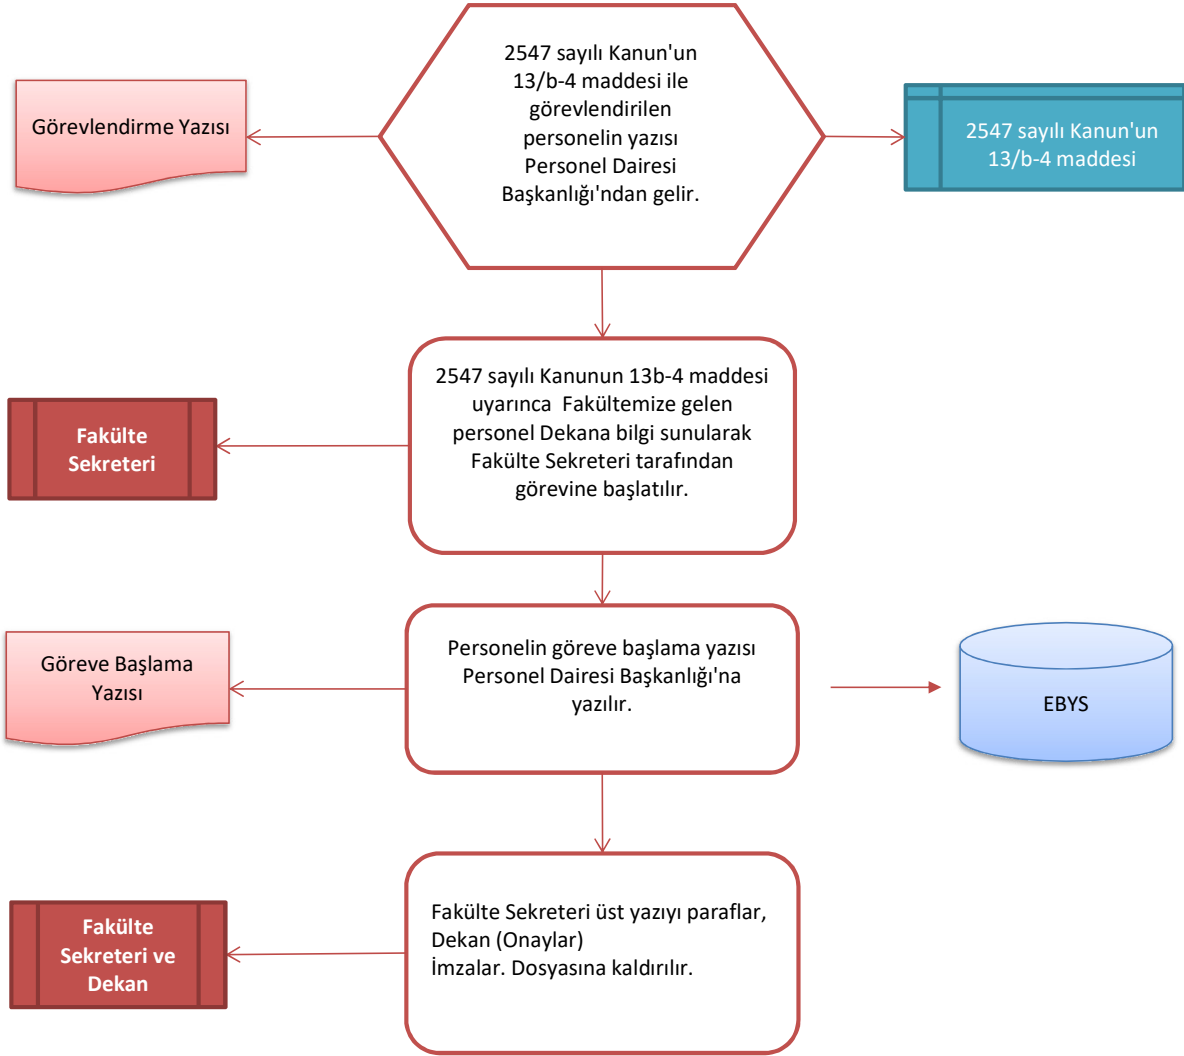 2547 sayılı Kanun'un
13/b-4 maddesi ile
görevlendirilen
personelin yazısı
Personel Dairesi
Başkanlığı'ndan gelir.
Görevlendirme Yazısı
2547 sayılı Kanun'un
13/b-4 maddesi
2547 sayılı Kanunun 13b-4 maddesi
uyarınca Fakültemize gelen
personel Dekana bilgi sunularak
Fakülte Sekreteri tarafından
görevine başlatılır.
Fakülte
Sekreteri
Personelin göreve başlama yazısı
Personel Dairesi Başkanlığı'na
yazılır.
Göreve Başlama
Yazısı
EBYS
Fakülte Sekreteri üst yazıyı paraflar,
Dekan (Onaylar)
İmzalar. Dosyasına kaldırılır.
Fakülte
Sekreteri ve
Dekan